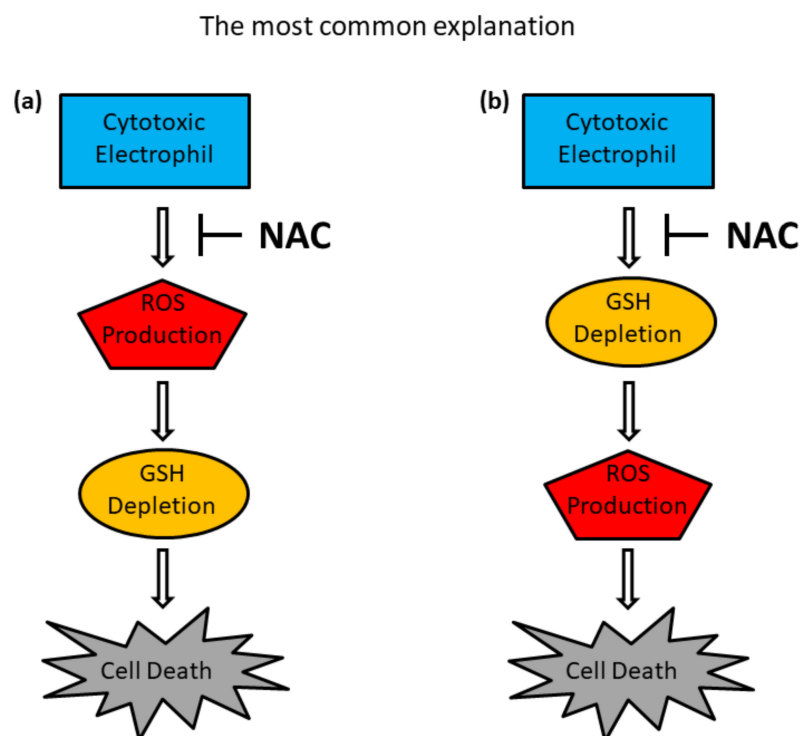 The most common explanation
(a)
Cytotoxic
Electrophil
NAC
ROS
Production
GSH
Depletion
Cell Death
(b)
Cytotoxic
Electrophil
NAC
GSH
Depletion
ROS
Production
Cell Death